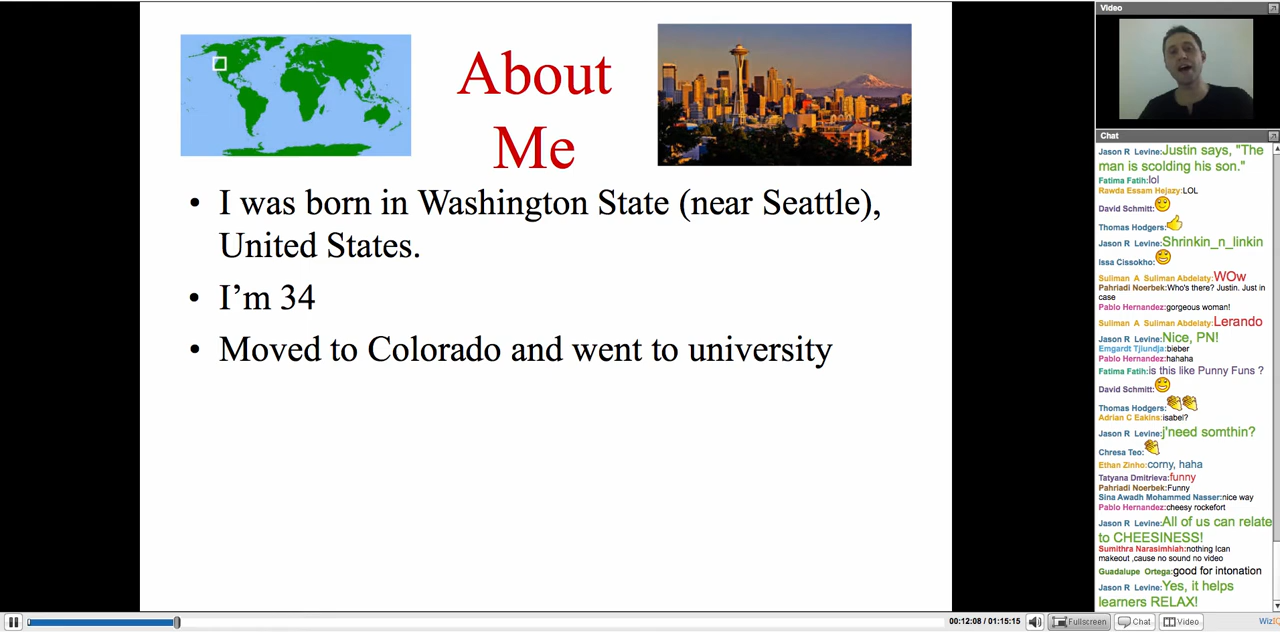 About
Me
• I was born in Washington State (near Seattle),
United States.
• I’m 34
• Moved to Colorado and went to university
Video
Chat
Jason R Levine:Justin says, "The
man is scolding his son."
Fatima Fatih:lol
Rawda Essam Hejazy:LOL
David Schmitt:
Thomas Hodgers:
Jason R Levine:Shrinkin_n_linkin
Issa Cissokho:
Suliman A Suliman Abdelaty:WOw
Pahriadi Noerbek:Who's there? Justin. Just in
case
Pablo Hernandez:gorgeous woman!
Suliman A Suliman Abdelaty:Lerando
Jason R Levine:Nice, PN!
Emgardt Tjiundja:bieber
Pablo Hernandez:hahaha
Fatima Fatih:is this like Punny Funs ?
David Schmitt:
Thomas Hodgers:
Adrian C Eakins:isabel?
Jason R Levine:j'need somthin?
Chresa Teo:
Ethan Zinho:corny, haha
Tatyana Dmitrieva:funny
Pahriadi Noerbek:Funny
Sina Awadh Mohammed Nasser:nice way
Pablo Hernandez:cheesy rockefort
Jason R Levine:All of us can relate
to CHEESINESS!
Sumithra Narasimhiah:nothing Ican
makeout ,cause no sound no video
Guadalupe Ortega:good for intonation
Jason R Levine:Yes, it helps
learners RELAX!
00:12:08 / 01:15:15
Fullscreen
Chat
Video
WizIQ